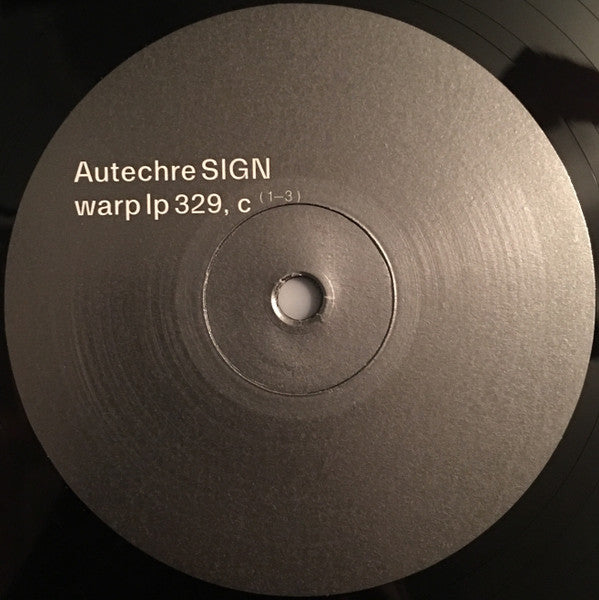 Autechre SIGN
warp lp 329, c (1–3)